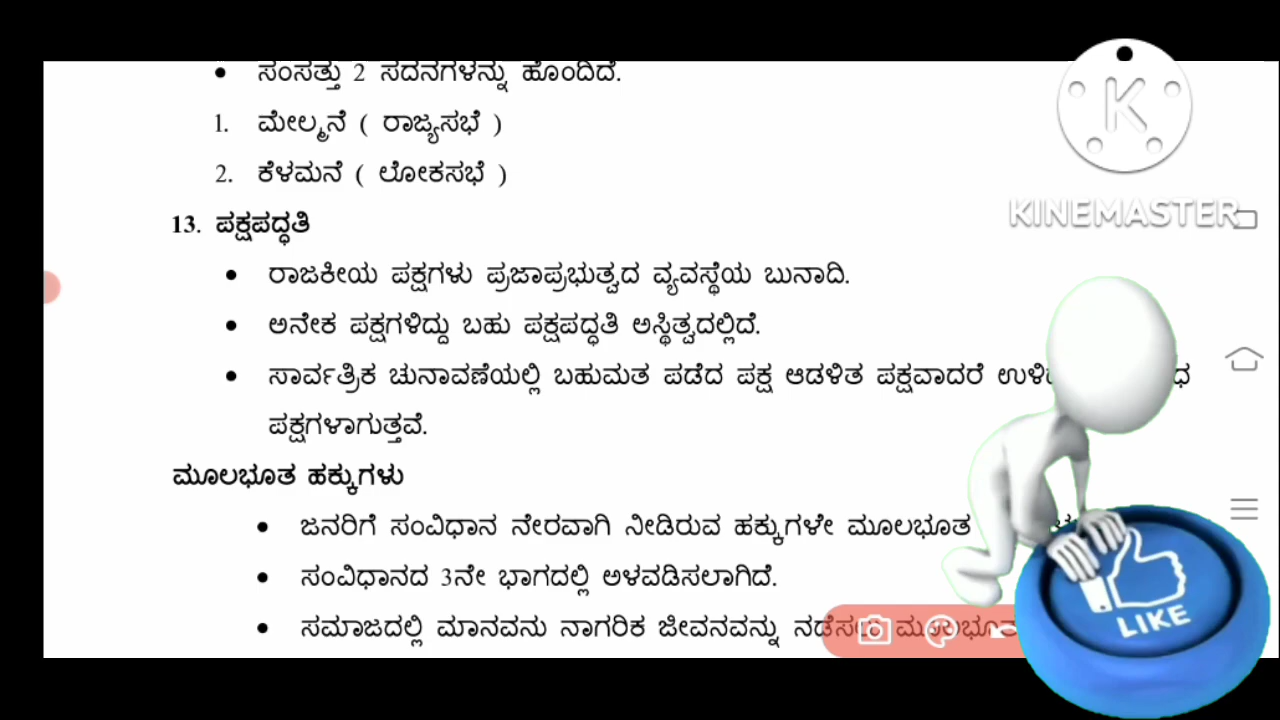 • ಸಂಸತ್ತು 2 ಸದನಗಳನ್ನು ಹೊಂದಿದೆ.
1. ಮೇಲ್ಮನೆ ( ರಾಜ್ಯಸಭೆ )
2. ಕೆಳಮನೆ ( ಲೋಕಸಭೆ )
KINEMASTER
13. ಪಕ್ಷಪದ್ಧತಿ
• ರಾಜಕೀಯ ಪಕ್ಷಗಳು ಪ್ರಜಾಪ್ರಭುತ್ವದ ವ್ಯವಸ್ಥೆಯ ಬುನಾದಿ.
• ಅನೇಕ ಪಕ್ಷಗಳಿದ್ದು ಬಹು ಪಕ್ಷಪದ್ಧತಿ ಅಸ್ಥಿತ್ವದಲ್ಲಿದೆ.
• ಸಾರ್ವತ್ರಿಕ ಚುನಾವಣೆಯಲ್ಲಿ ಬಹುಮತ ಪಡೆದ ಪಕ್ಷ ಆಡಳಿತ ಪಕ್ಷವಾದರೆ
ಪಕ್ಷಗಳಾಗುತ್ತವೆ.
ಮೂಲಭೂತ ಹಕ್ಕುಗಳು
• ಜನರಿಗೆ ಸಂವಿಧಾನ ನೇರವಾಗಿ ನೀಡಿರುವ ಹಕ್ಕುಗಳೇ ಮೂಲಭೂತ
• ಸಂವಿಧಾನದ 3ನೇ ಭಾಗದಲ್ಲಿ ಅಳವಡಿಸಲಾಗಿದೆ.
• ಸಮಾಜದಲ್ಲಿ ಮಾನವನು ನಾಗರಿಕ ಜೀವನವನ್ನು ಮೂಲಭೂತ
LIKE